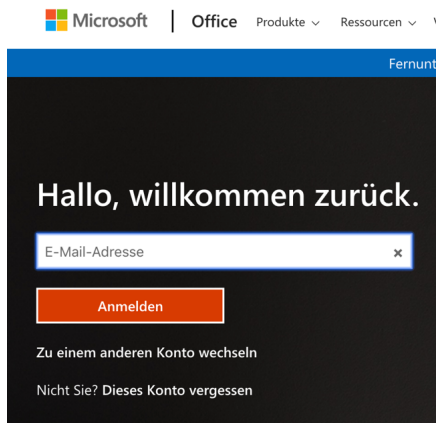 Microsoft | Office Produkte Ressourcen
Fernunt
Hallo, willkommen zurück.
E-Mail-Adresse ×
Anmelden
Zu einem anderen Konto wechseln
Nicht Sie? Dieses Konto vergessen